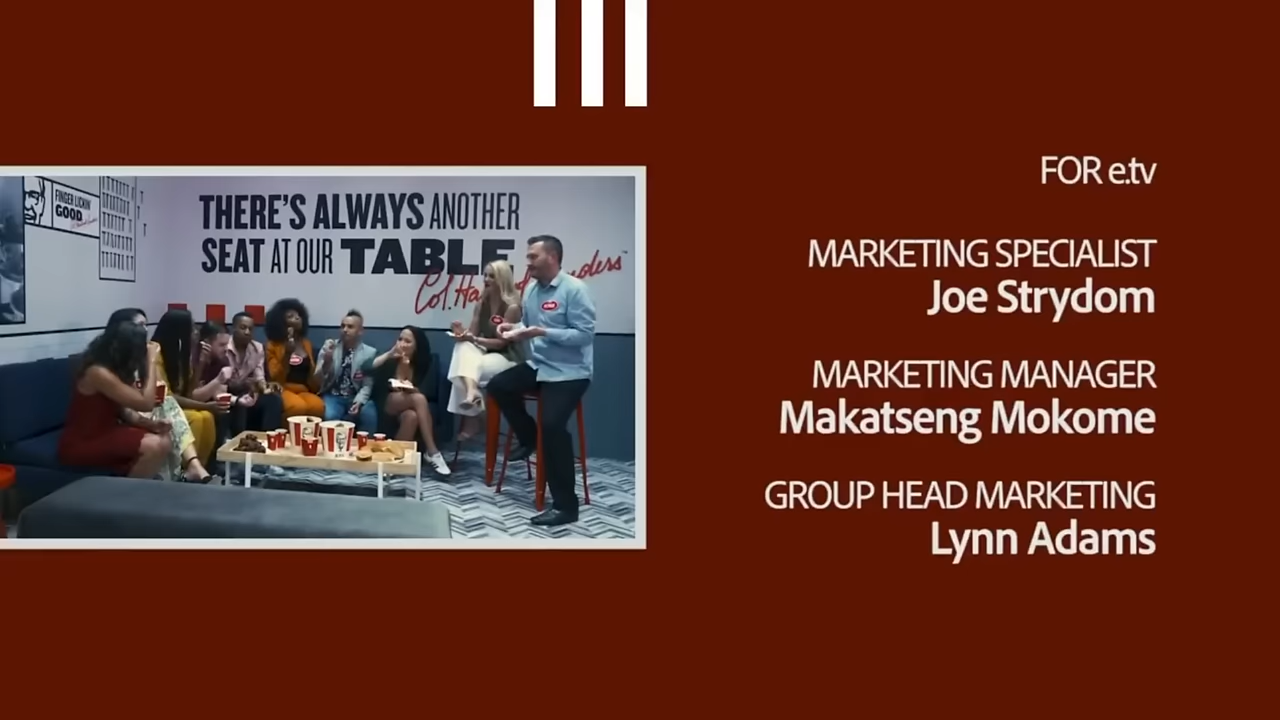 FINGER LICKIN'
GOOD
THERE'S ALWAYS ANOTHER
SEAT AT OUR TABLE
FOR e.tv
MARKETING SPECIALIST
Joe Strydom
MARKETING MANAGER
Makatseng Mokome
GROUP HEAD MARKETING
Lynn Adams